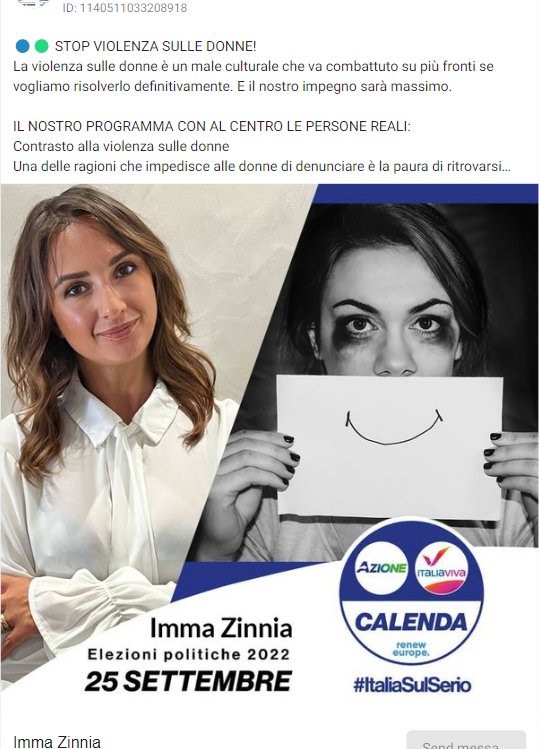 ID: 1140511033208918
STOP VIOLENZA SULLE DONNE!
La violenza sulle donne è un male culturale che va combattuto su più fronti se
vogliamo risolverlo definitivamente. E il nostro impegno sarà massimo.
IL NOSTRO PROGRAMMA CON AL CENTRO LE PERSONE REALI:
Contrasto alla violenza sulle donne
Una delle ragioni che impedisce alle donne di denunciare è la paura di ritrovarsi...
AZIONE
ITALIAVIVA
CALENDA
renew
europe.
#ItaliaSulSerio
Imma Zinnia
Elezioni politiche 2022
25 SETTEMBRE
Imma Zinnia
Send messa